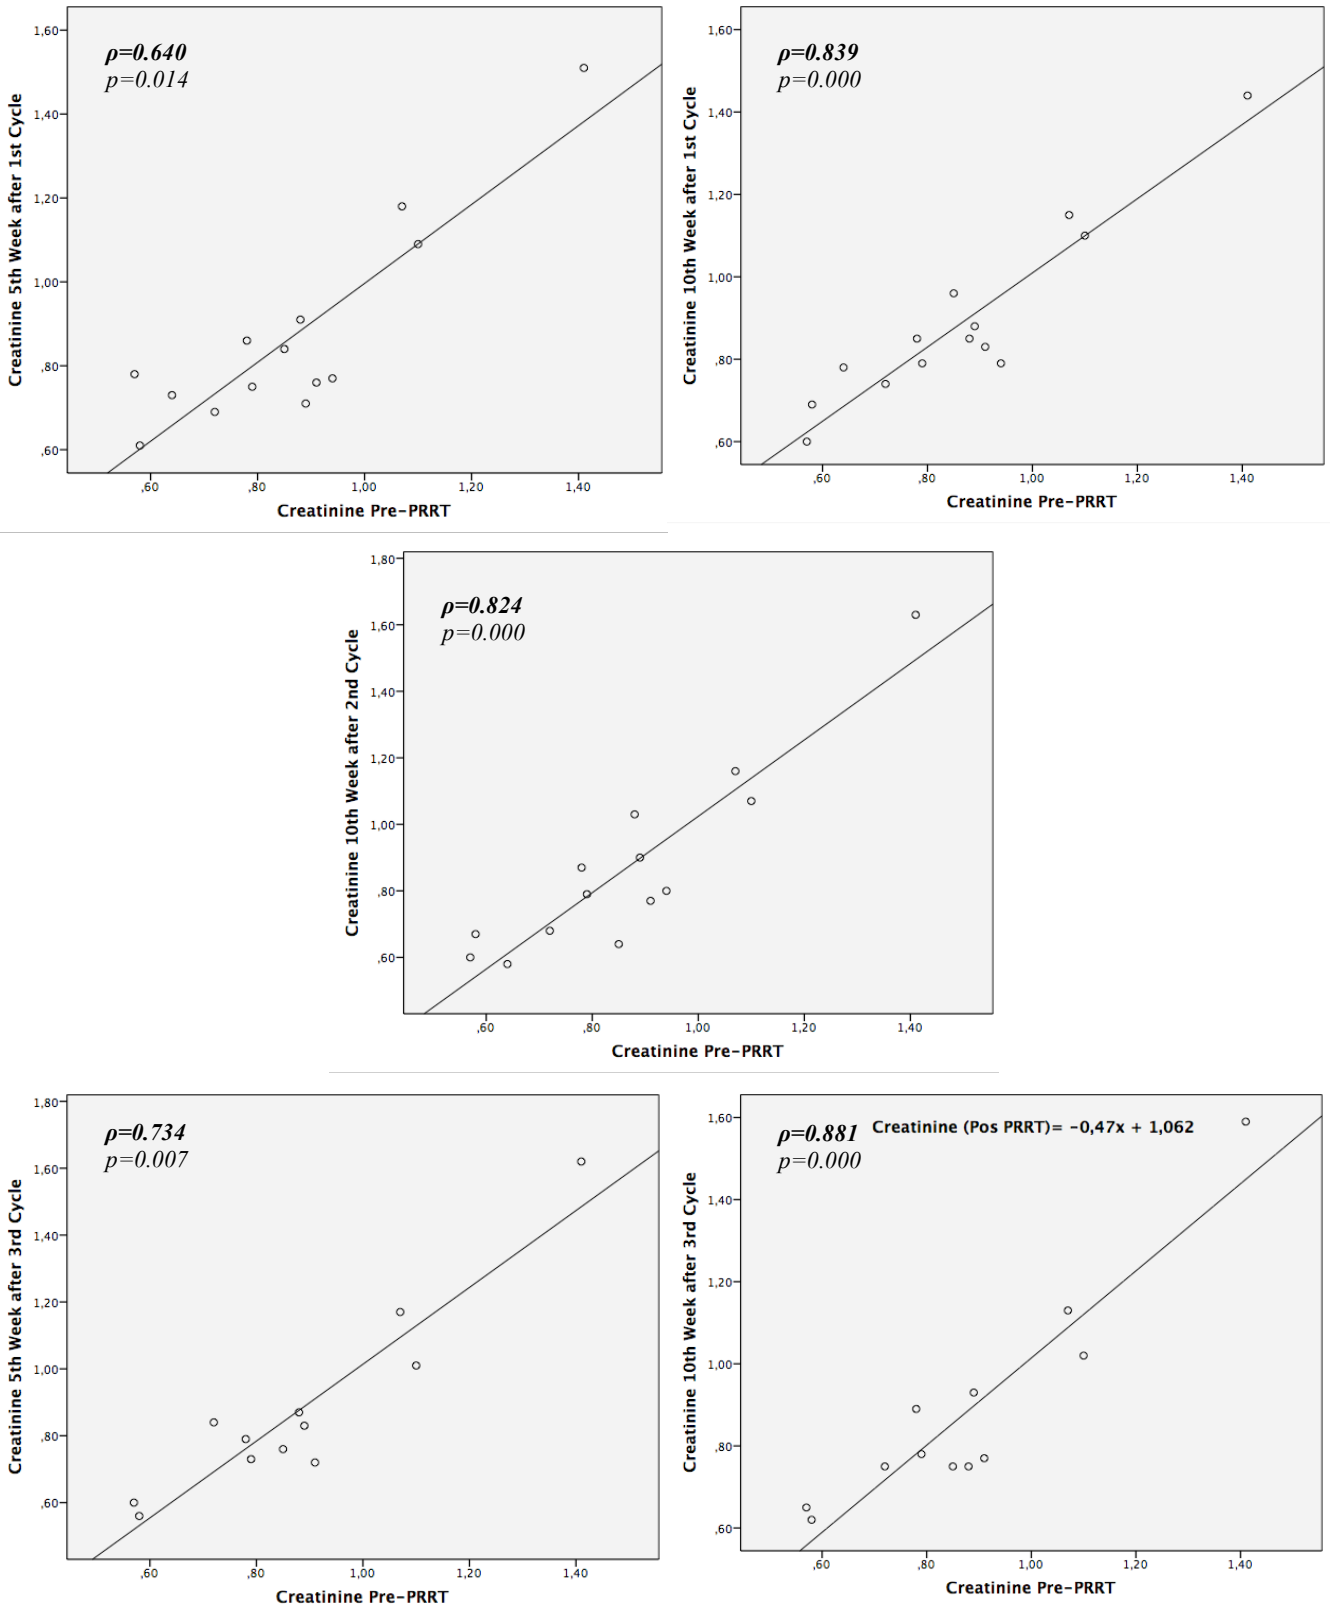 ρ=0.640
p=0.014
Creatinine 5th Week after 1st Cycle
1,60
1,40
1,20
1,00
,80
,60
,60 ,80 1,00 1,20 1,40
Creatinine Pre-PRRT
ρ=0.839
p=0.000
Creatinine 10th Week after 1st Cycle
1,60
1,40
1,20
1,00
,80
,60
,60 ,80 1,00 1,20 1,40
Creatinine Pre-PRRT
ρ=0.824
p=0.000
Creatinine 10th Week after 2nd Cycle
1,80
1,60
1,40
1,20
1,00
,80
,60
,60 ,80 1,00 1,20 1,40
Creatinine Pre-PRRT
ρ=0.734
p=0.007
Creatinine 5th Week after 3rd Cycle
1,80
1,60
1,40
1,20
1,00
,80
,60
,60 ,80 1,00 1,20 1,40
Creatinine Pre-PRRT
ρ=0.881 Creatinine (Pos PRRT)= -0,47x + 1,062
p=0.000
Creatinine 10th Week after 3rd Cycle
1,60
1,40
1,20
1,00
,80
,60
,60 ,80 1,00 1,20 1,40
Creatinine Pre-PRRT